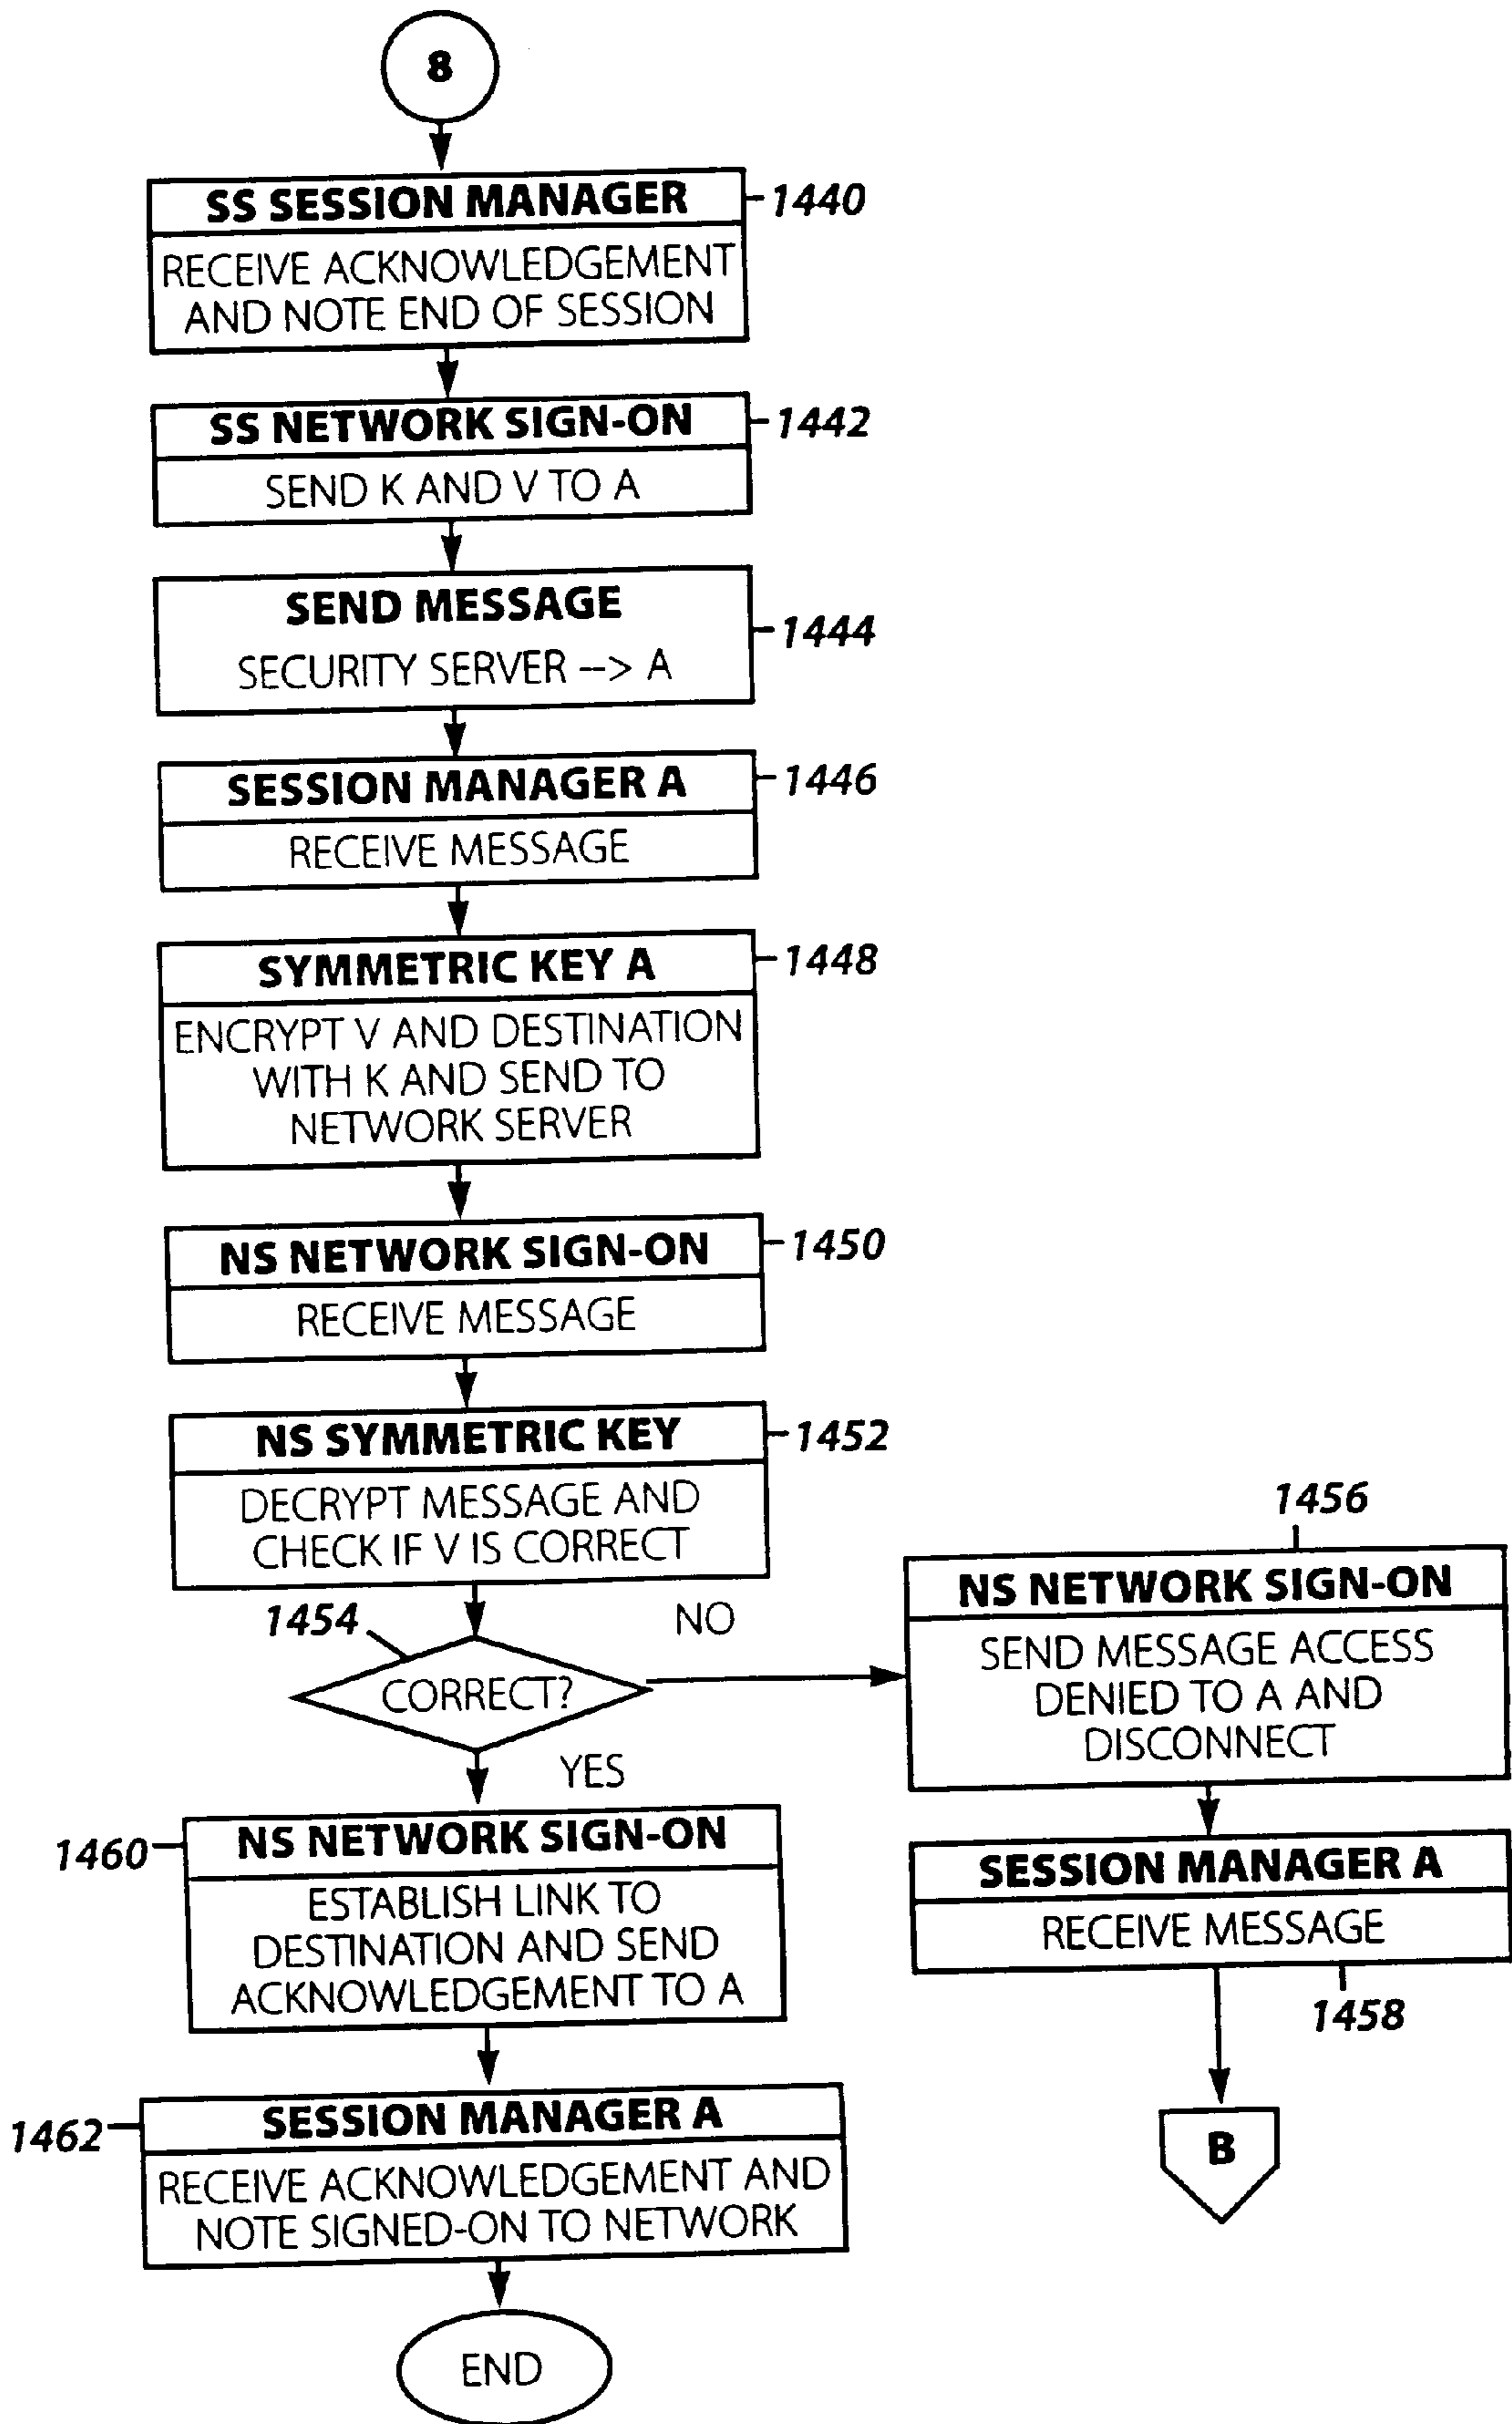 8
SS SESSION MANAGER
1440
RECEIVE ACKNOWLEDGEMENT
AND NOTE END OF SESSION
SS NETWORK SIGN-ON
1442
SEND K AND V TO A
SEND MESSAGE
1444
SECURITY SERVER --> A
SESSION MANAGER A
1446
RECEIVE MESSAGE
SYMMETRIC KEY A
1448
ENCRYPT V AND DESTINATION
WITH K AND SEND TO
NETWORK SERVER
NS NETWORK SIGN-ON
1450
RECEIVE MESSAGE
NS SYMMETRIC KEY
1452
DECRYPT MESSAGE AND
CHECK IF V IS CORRECT
1454
CORRECT?
NO
1456
NS NETWORK SIGN-ON
SEND MESSAGE ACCESS
DENIED TO A AND
DISCONNECT
SESSION MANAGER A
RECEIVE MESSAGE
1458
B
YES
1460
NS NETWORK SIGN-ON
ESTABLISH LINK TO
DESTINATION AND SEND
ACKNOWLEDGEMENT TO A
1462
SESSION MANAGER A
RECEIVE ACKNOWLEDGEMENT AND
NOTE SIGNED-ON TO NETWORK
END